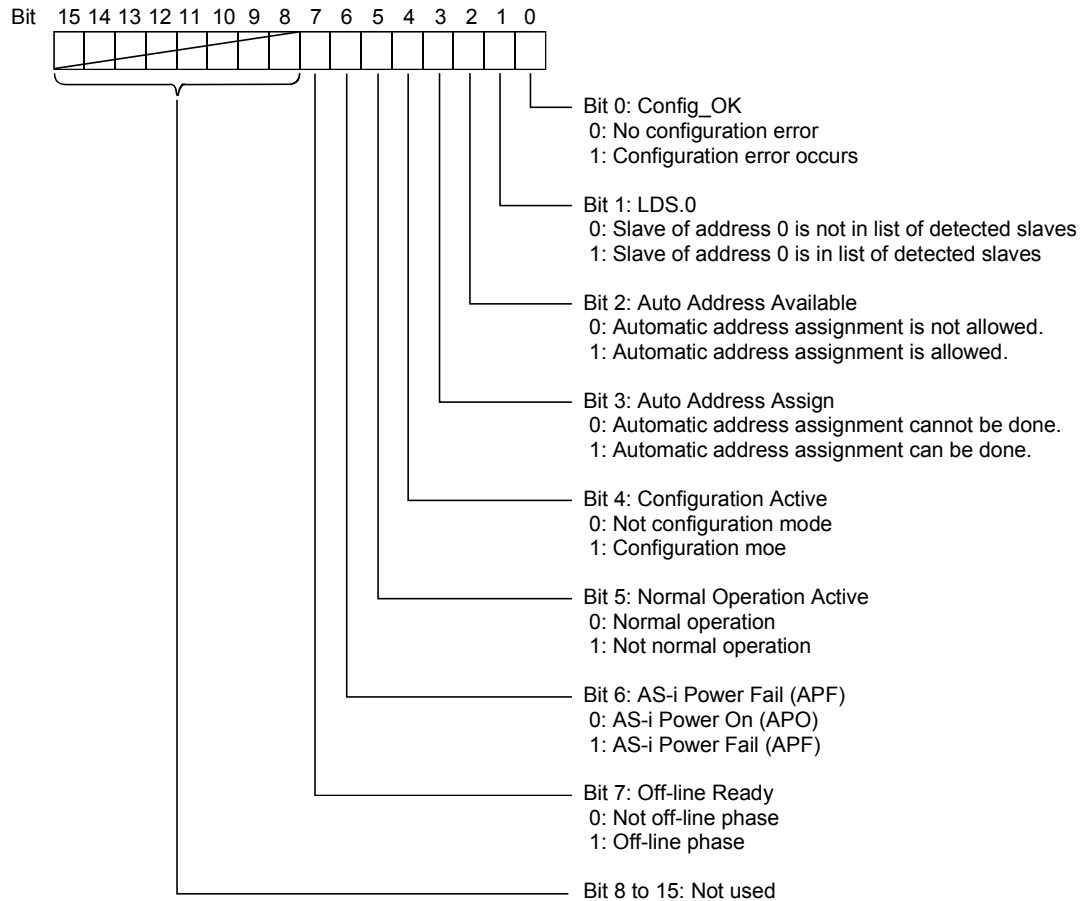 Bit 15 14 13 12 11 10 9 8 7 6 5 4 3 2 1 0
Bit 0: Config_OK
0: No configuration error
1: Configuration error occurs
Bit 1: LDS.0
0: Slave of address 0 is not in list of detected slaves
1: Slave of address 0 is in list of detected slaves
Bit 2: Auto Address Available
0: Automatic address assignment is not allowed.
1: Automatic address assignment is allowed.
Bit 3: Auto Address Assign
0: Automatic address assignment cannot be done.
1: Automatic address assignment can be done.
Bit 4: Configuration Active
0: Not configuration mode
1: Configuration moe
Bit 5: Normal Operation Active
0: Normal operation
1: Not normal operation
Bit 6: AS-i Power Fail (APF)
0: AS-i Power On (APO)
1: AS-i Power Fail (APF)
Bit 7: Off-line Ready
0: Not off-line phase
1: Off-line phase
Bit 8 to 15: Not used